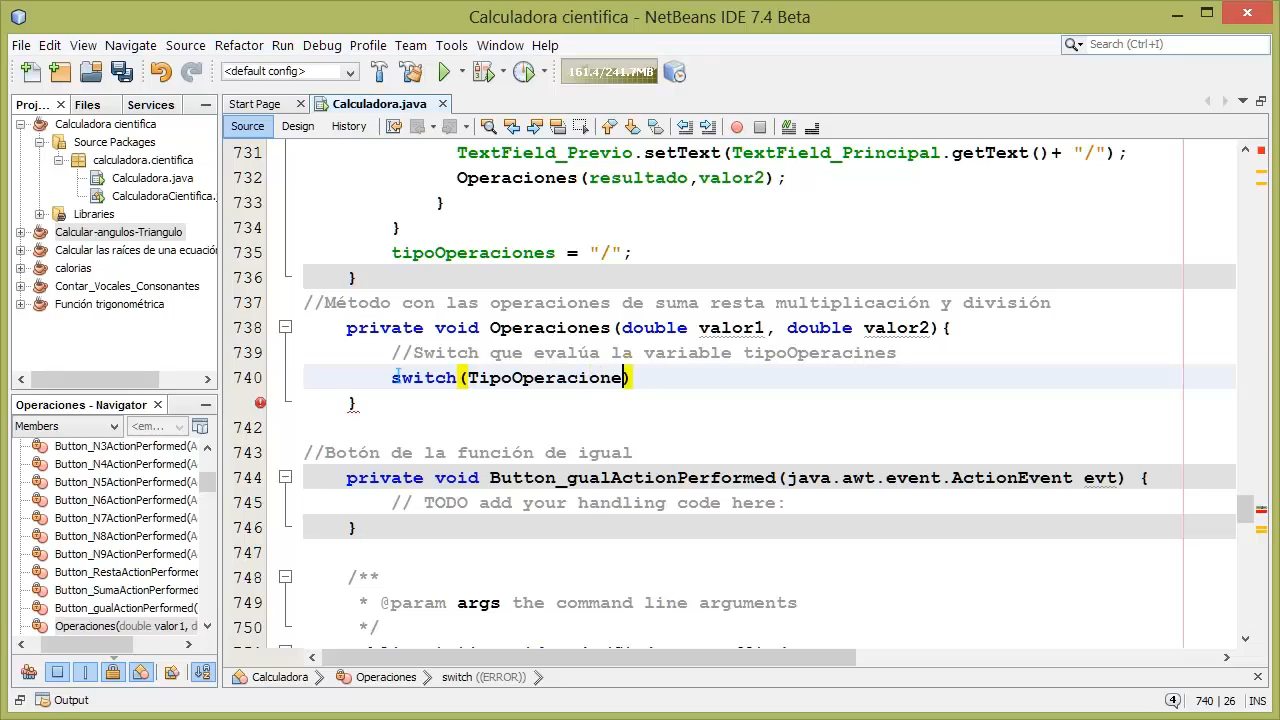 Calculadora cientifica - NetBeans IDE 7.4 Beta
File Edit View Navigate Source Refactor Run Debug Profile Team Tools Window Help
Search (Ctrl+I)
<default config>
161.4/241.7MB
Proj... Files Services
Start Page Calculadora.java
Source Design History
Calculadora cientifica
Source Packages
calculadora.cientifica
Calculadora.java
CalculadoraCientifica.
Libraries
Calcular-angulos-Triangulo
Calcular las raíces de una ecuació
calorias
Contar_Vocales_Consonantes
Función trigonométrica
Operaciones - Navigator
Members <em...
Button_N3ActionPerformed(A
Button_N4ActionPerformed(A
Button_N5ActionPerformed(A
Button_N6ActionPerformed(A
Button_N7ActionPerformed(A
Button_N8ActionPerformed(A
Button_N9ActionPerformed(A
Button_RestaActionPerformed
Button_SumaActionPerformed
Button_gualActionPerformed(
Operaciones(double valor1, d
731 TextField_Previo.setText(TextField_Principal.getText()+ "/");
732 Operaciones(resultado,valor2);
733 }
734 }
735 tipoOperaciones = "/";
736 }
737 //Método con las operaciones de suma resta multiplicación y división
738 private void Operaciones(double valor1, double valor2){
739 //Switch que evalúa la variable tipoOperacines
740 switch(TipoOperacione)
}
742
743 //Botón de la función de igual
744 private void Button_gualActionPerformed(java.awt.event.ActionEvent evt) {
745 // TODO add your handling code here:
746 }
747
748 /**
749 * @param args the command line arguments
750 */
Calculadora Operaciones switch ((ERROR))
Output
4 740 | 26 INS